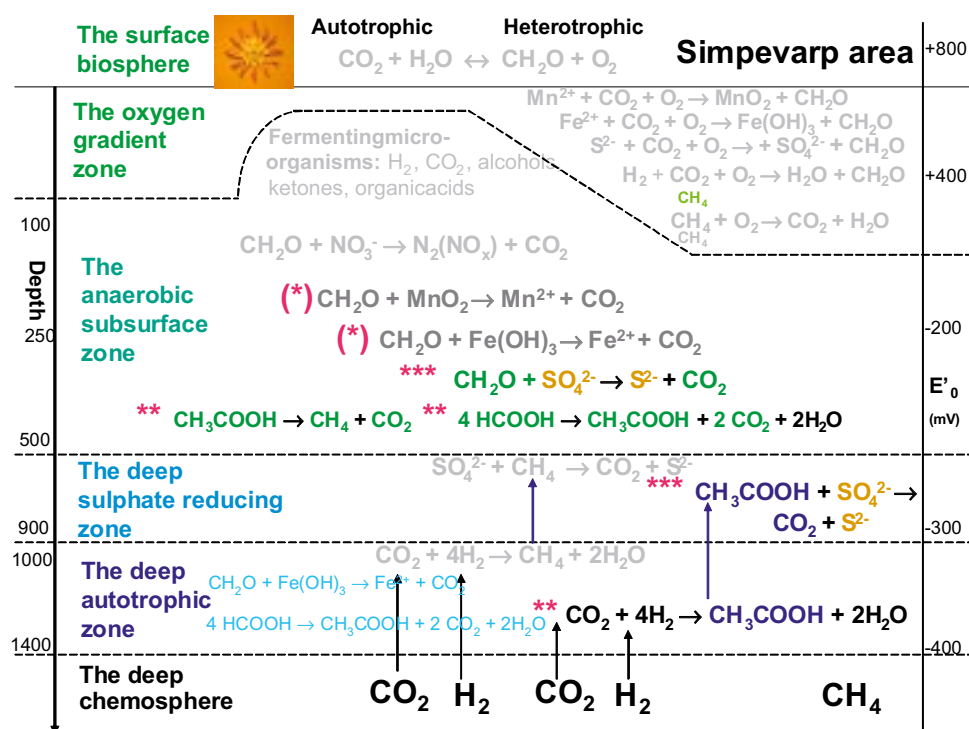 The surface
biosphere
Autotrophic
Heterotrophic
CO₂ + H₂O ↔ CH₂O + O₂
Simpevarp area
+800
The oxygen
gradient
zone
Fermentingmicro-
organisms: H₂, CO₂, alcohols
ketones, organicacids
Mn²⁺ + CO₂ + O₂ → MnO₂ + CH₂O
Fe²⁺ + CO₂ + O₂ → Fe(OH)₃ + CH₂O
S²⁻ + CO₂ + O₂ → + SO₄²⁻ + CH₂O
H₂ + CO₂ + O₂ → H₂O + CH₂O
+400
CH₄
CH₄ + O₂ → CO₂ + H₂O
CH₄
100
Depth
CH₂O + NO₃⁻ → N₂(NOₓ) + CO₂
The
anaerobic
subsurface
zone
(*) CH₂O + MnO₂ → Mn²⁺ + CO₂
250
(*) CH₂O + Fe(OH)₃ → Fe²⁺ + CO₂
-200
*** CH₂O + SO₄²⁻ → S²⁻ + CO₂
E'₀
(mV)
** CH₃COOH → CH₄ + CO₂
** 4 HCOOH → CH₃COOH + 2 CO₂ + 2H₂O
500
The deep
sulphate reducing
zone
SO₄²⁻ + CH₄ → CO₂ + S²⁻
*** CH₃COOH + SO₄²⁻ →
CO₂ + S²⁻
900
-300
1000
The deep
autotrophic
zone
CO₂ + 4H₂ → CH₄ + 2H₂O
CH₂O + Fe(OH)₃ → Fe²⁺ + CO₂
4 HCOOH → CH₃COOH + 2 CO₂ + 2H₂O
** CO₂ + 4H₂ → CH₃COOH + 2H₂O
1400
-400
The deep
chemosphere
CO₂ H₂ CO₂ H₂ CH₄